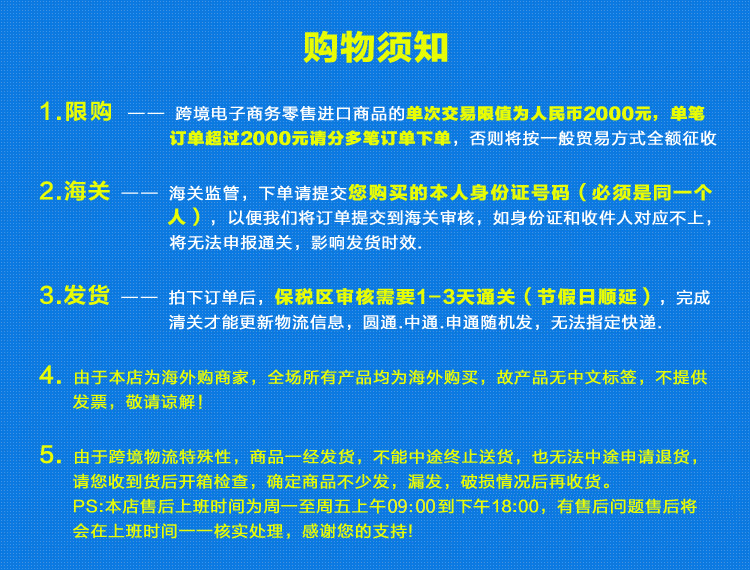 购物须知
1.限购 —— 跨境电子商务零售进口商品的单次交易限值为人民币2000元，单笔
订单超过2000元请分多笔订单下单，否则将按一般贸易方式全额征收
2.海关 —— 海关监管，下单请提交您购买的本人身份证号码（必须是同一个
人），以便我们将订单提交到海关审核，如身份证和收件人对应不上，
将无法申报通关，影响发货时效.
3.发货 —— 拍下订单后，保税区审核需要1-3天通关（节假日顺延），完成
清关才能更新物流信息，圆通.中通.申通随机发，无法指定快递.
4. 由于本店为海外购商家，全场所有产品均为海外购买，故产品无中文标签，不提供
发票，敬请谅解！
5. 由于跨境物流特殊性，商品一经发货，不能中途终止送货，也无法中途申请退货，
请您收到货后开箱检查，确定商品不少发，漏发，破损情况后再收货。
PS:本店售后上班时间为周一至周五上午09:00到下午18:00，有售后问题售后将
会在上班时间一一核实处理，感谢您的支持!